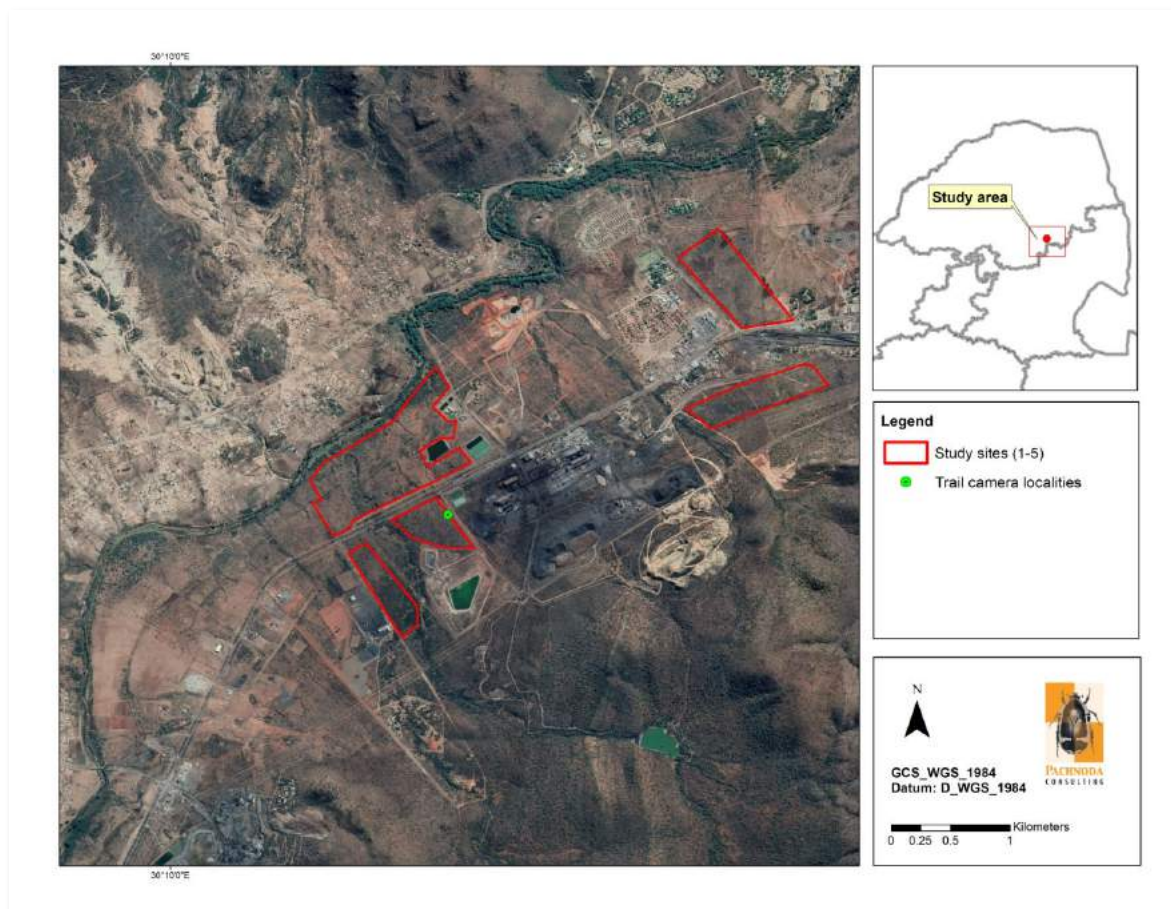 30°10'0"E
Study area
Legend
Study sites (1-5)
Trail camera localities
N
GCS_WGS_1984
Datum: D_WGS_1984
PACHNODA
CONSULTING
Kilometers
0 0.25 0.5 1
30°10'0"E